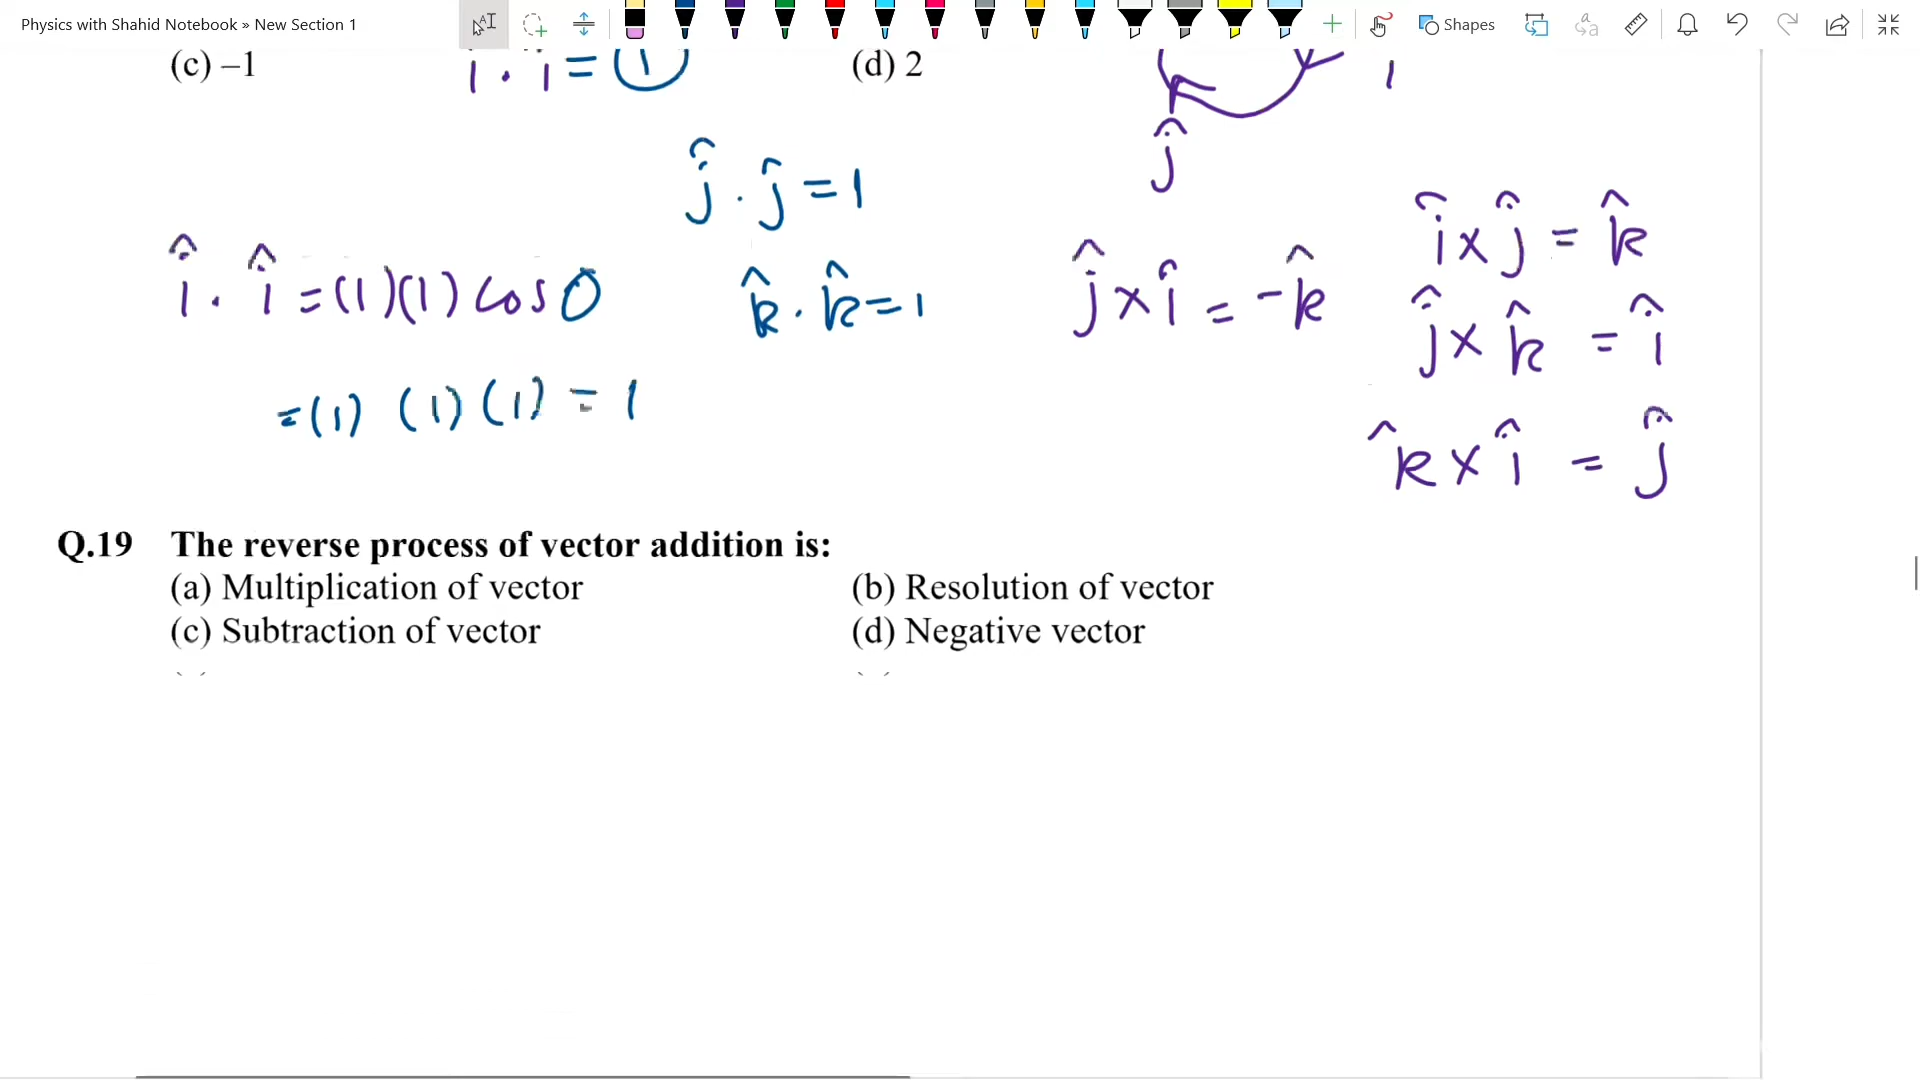 Physics with Shahid Notebook » New Section 1
Shapes
(c) –1
i . i = 1
(d) 2
ĵ
ĵ . ĵ = 1
î x ĵ = k̂
î . î = (1)(1) cos 0
k̂ . k̂ = 1
ĵ x î = -k̂
ĵ x k̂ = î
= (1) (1) (1) = 1
k̂ x î = ĵ
Q.19 The reverse process of vector addition is:
(a) Multiplication of vector
(b) Resolution of vector
(c) Subtraction of vector
(d) Negative vector